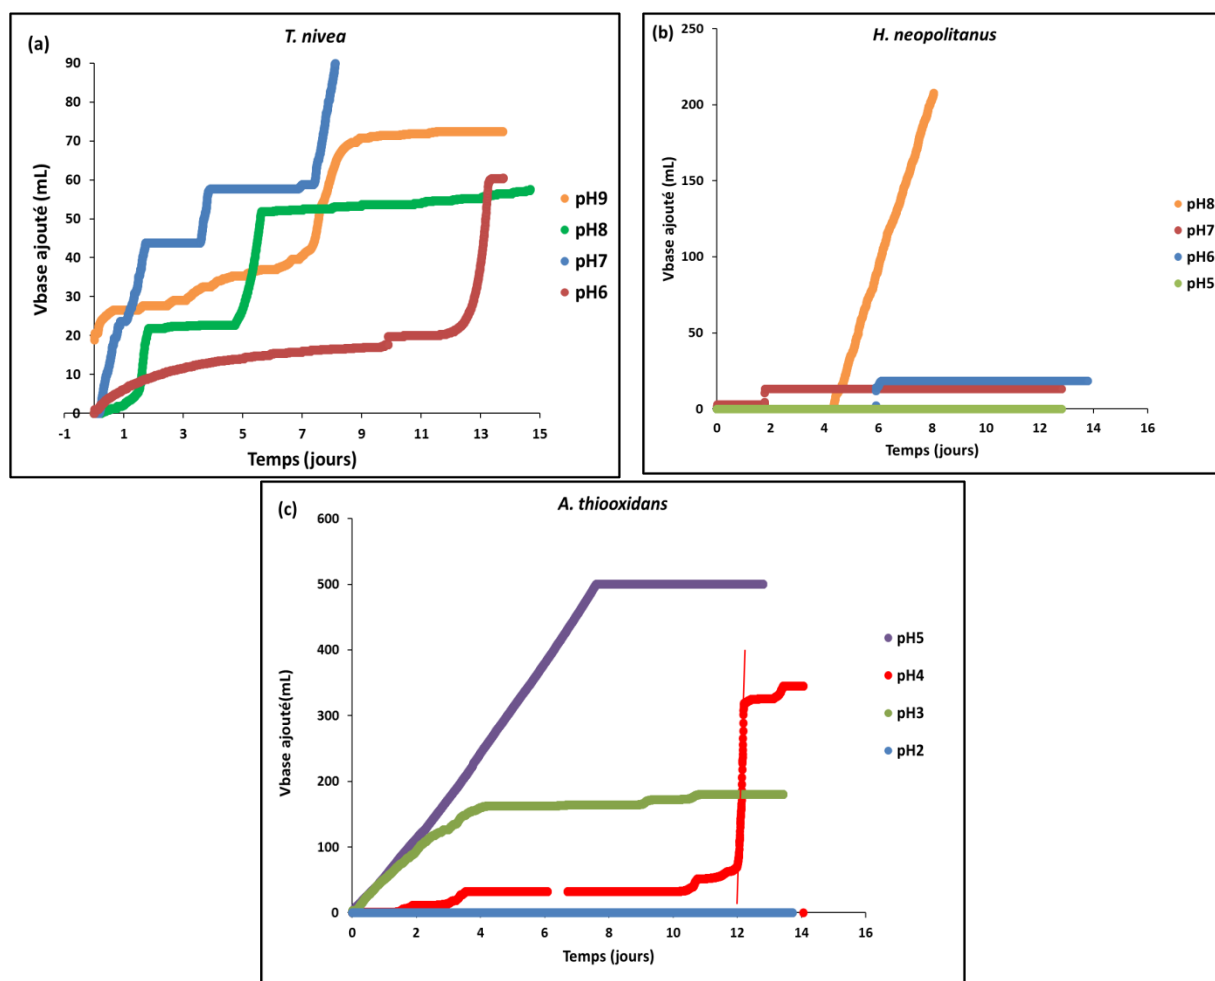 (a)
T. nivea
Vbase ajouté (mL)
90
80
70
60
50
40
30
20
10
0
-1 1 3 5 7 9 11 13 15
Temps (jours)
pH9
pH8
pH7
pH6
(b)
H. neopolitanus
Vbase ajouté (mL)
250
200
150
100
50
0
0 2 4 6 8 10 12 14 16
Temps (jours)
pH8
pH7
pH6
pH5
(c)
A. thiooxidans
Vbase ajouté(mL)
600
500
400
300
200
100
0
0 2 4 6 8 10 12 14 16
Temps (jours)
pH5
pH4
pH3
pH2